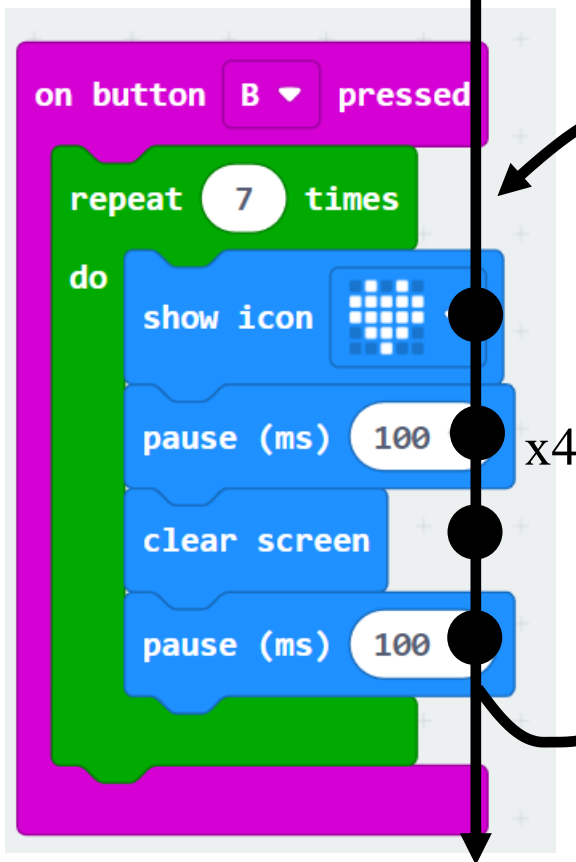 on button B pressed
repeat 7 times
do
show icon
pause (ms) 100
x4
clear screen
pause (ms) 100